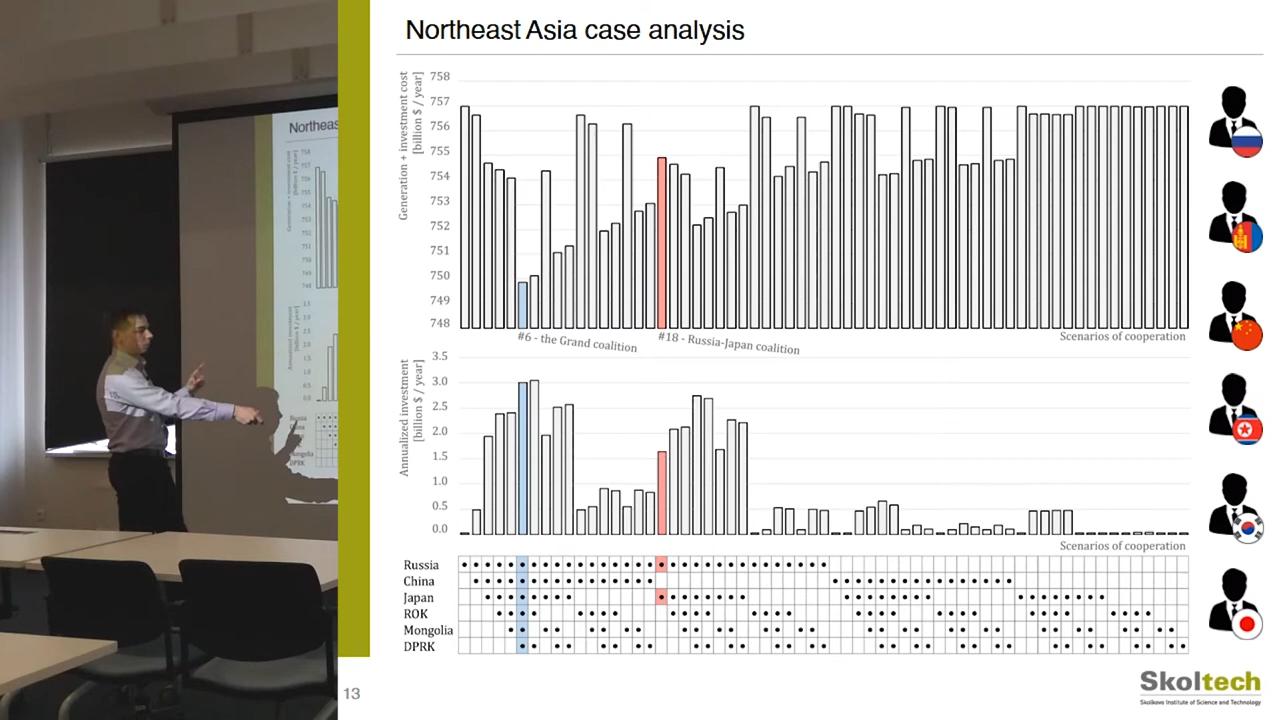 Northeast Asia case analysis
Generation + investment cost
[billion $ / year]
758
757
756
755
754
753
752
751
750
749
748
#6 - the Grand coalition
#18 - Russia-Japan coalition
Scenarios of cooperation
Annualized investment
[billion $ / year]
3.5
3.0
2.5
2.0
1.5
1.0
0.5
0.0
Scenarios of cooperation
Russia
China
Japan
ROK
Mongolia
DPRK
13
Skoltech
Skolkovo Institute of Science and Technology
Northeas